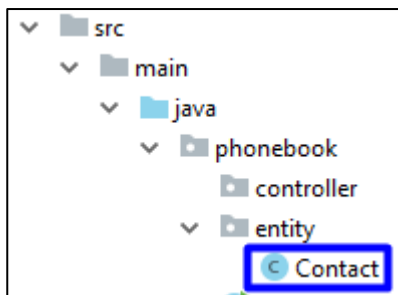 src
main
java
phonebook
controller
entity
C Contact